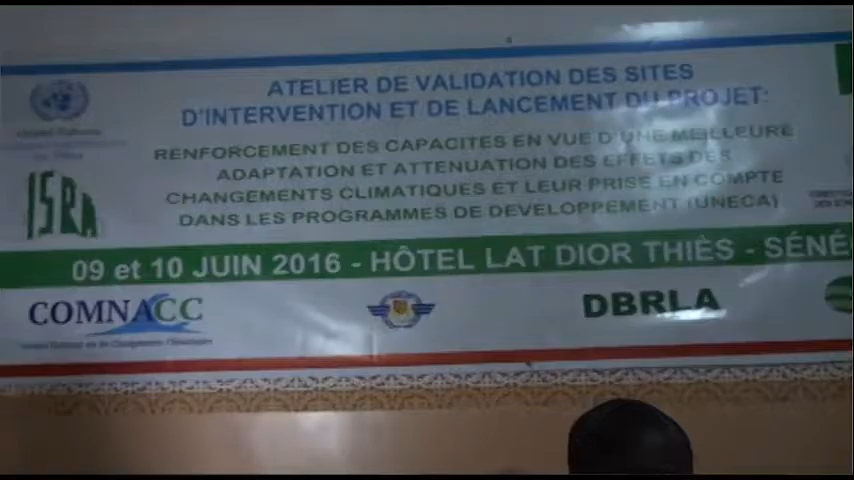 ATELIER DE VALIDATION DES SITES
D'INTERVENTION ET DE LANCEMENT DU PROJET:
RENFORCEMENT DES CAPACITES EN VUE D'UNE MEILLEURE
ADAPTATION ET ATTENUATION DES EFFETS DES
CHANGEMENTS CLIMATIQUES ET LEUR PRISE EN COMPTE
DANS LES PROGRAMMES DE DEVELOPPEMENT (UNECA)
United Nations
ISRA
09 et 10 JUIN 2016 - HÔTEL LAT DIOR THIÈS - SÉNÉ
COMNACC
DBRLA